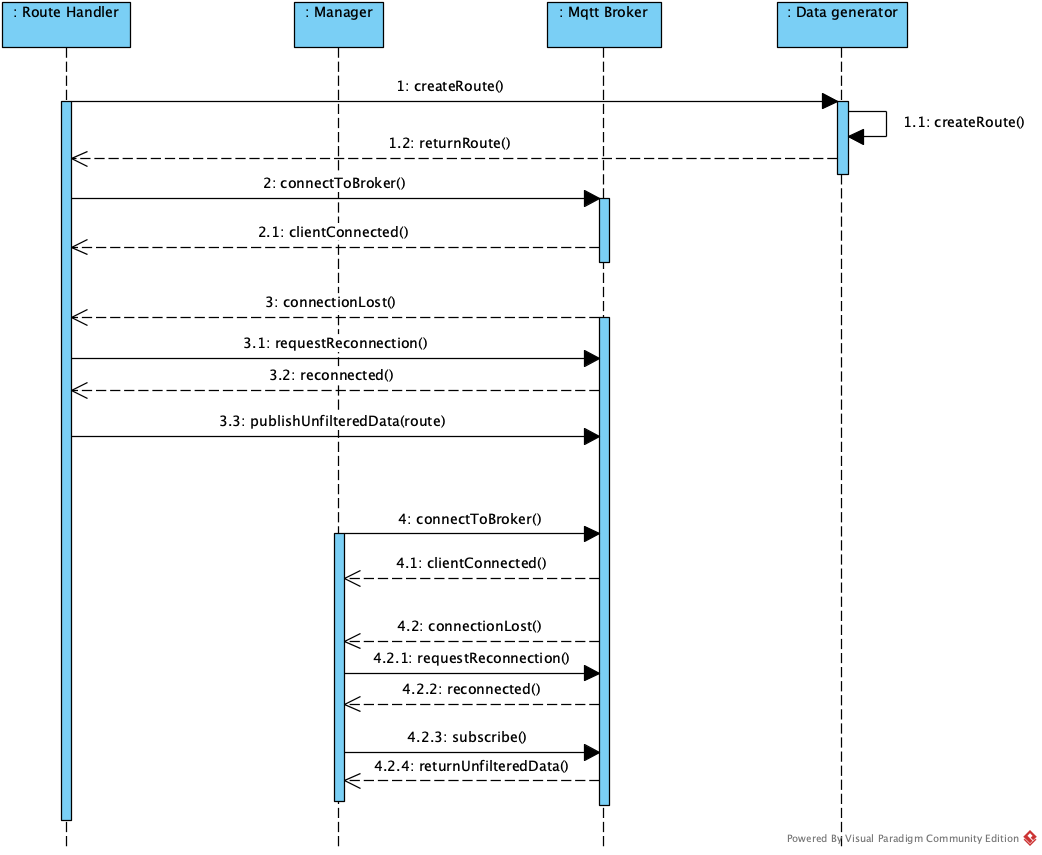 : Route Handler
: Manager
: Mqtt Broker
: Data generator
1: createRoute()
1.1: createRoute()
1.2: returnRoute()
2: connectToBroker()
2.1: clientConnected()
3: connectionLost()
3.1: requestReconnection()
3.2: reconnected()
3.3: publishUnfilteredData(route)
4: connectToBroker()
4.1: clientConnected()
4.2: connectionLost()
4.2.1: requestReconnection()
4.2.2: reconnected()
4.2.3: subscribe()
4.2.4: returnUnfilteredData()
Powered By Visual Paradigm Community Edition